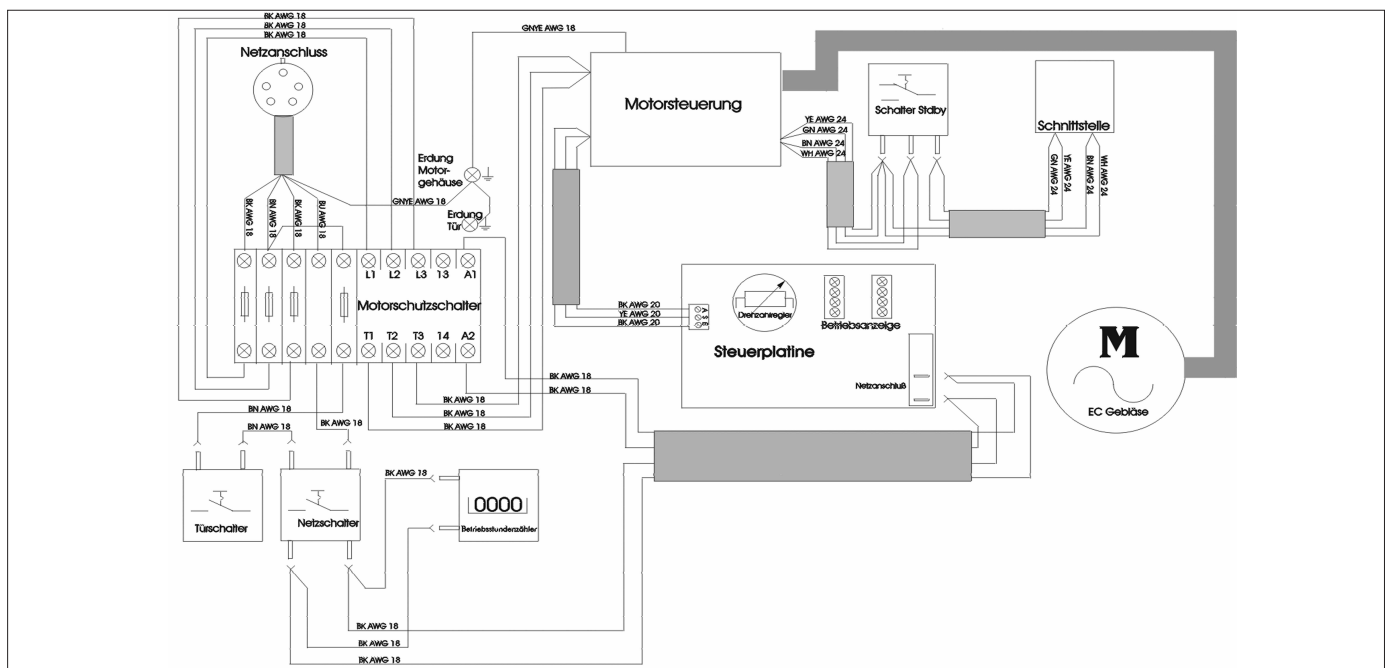 BK AWG 18
BK AWG 18
BK AWG 18
Netzanschluss
GNYE AWG 18
Motorsteuerung
YE AWG 24
GN AWG 24
BN AWG 24
WH AWG 24
Schalter Stdby
Schnittstelle
GN AWG 24
YE AWG 24
BN AWG 24
WH AWG 24
Erdung
Motor-
gehäuse
GNYE AWG 18
Erdung
Tür
BK AWG 18
BN AWG 18
BK AWG 18
BU AWG 18
L1 L2 L3 13 A1
Motorschutzschalter
T1 T2 T3 14 A2
BK AWG 20
YE AWG 20
BK AWG 20
A
S
E
Drehzahlregler
Betriebsanzeige
Steuerplatine
Netzanschluß
M
EC Gebläse
BK AWG 18
BK AWG 18
BK AWG 18
BK AWG 18
BK AWG 18
BN AWG 18
BN AWG 18
BK AWG 18
Türschalter
Netzschalter
BK AWG 18
0000
Betriebsstundenzähler
BK AWG 18
BK AWG 18
BK AWG 18